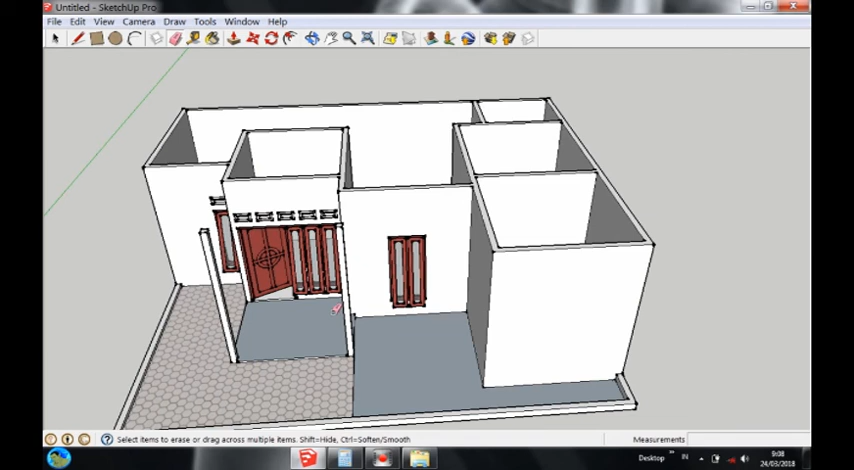 Untitled - SketchUp Pro
File Edit View Camera Draw Tools Window Help
Select items to erase or drag across multiple items. Shift=Hide, Ctrl=Soften/Smooth
Measurements
Desktop
IN
9:08
24/03/2018